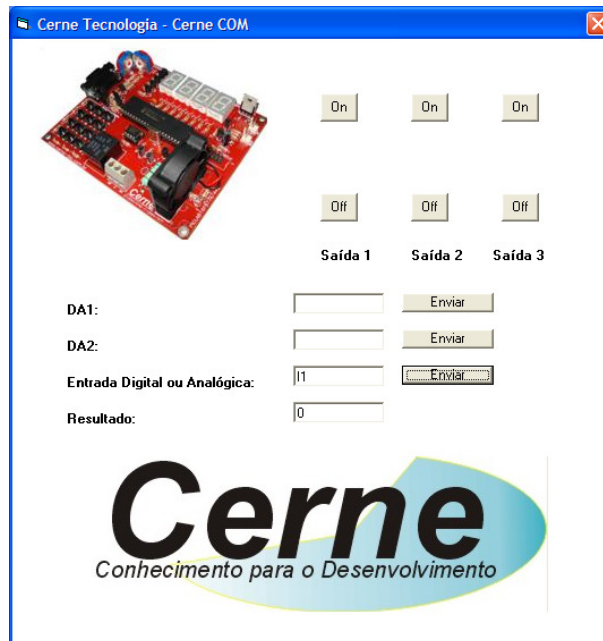 Cerne Tecnologia - Cerne COM
On On On
Off Off Off
Saída 1 Saída 2 Saída 3
DA1: Enviar
DA2: Enviar
Entrada Digital ou Analógica: I1 Enviar
Resultado: 0
Cerne
Cerne
Conhecimento para o Desenvolvimento